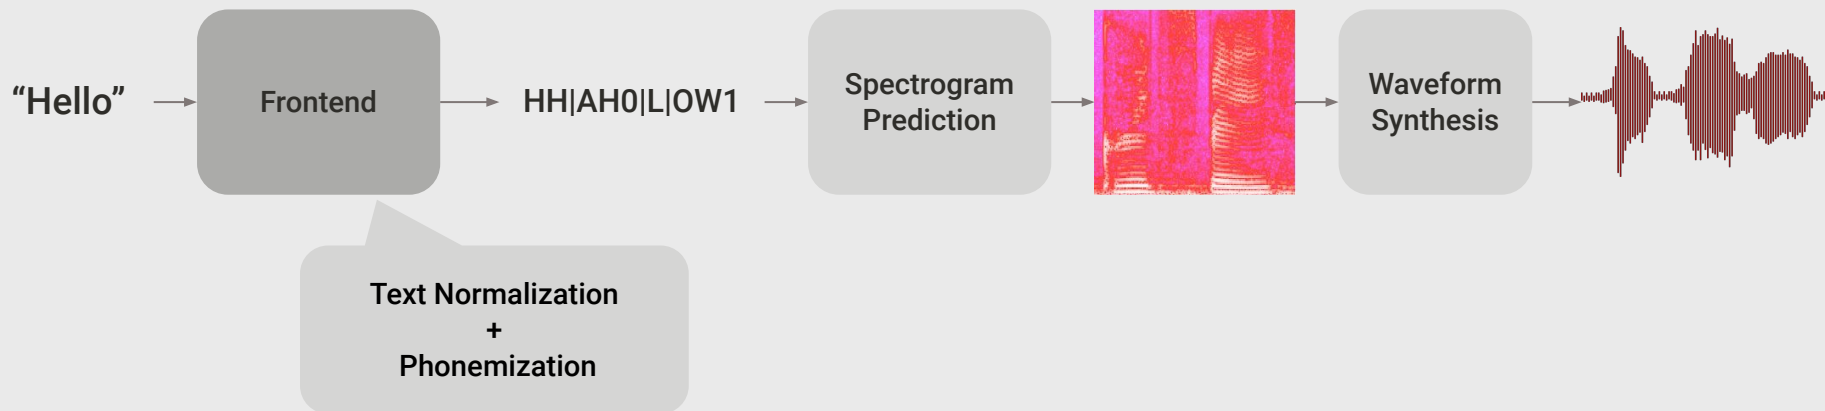 “Hello”
Frontend
HH|AH0|L|OW1
Spectrogram
Prediction
Waveform
Synthesis
Text Normalization
+
Phonemization